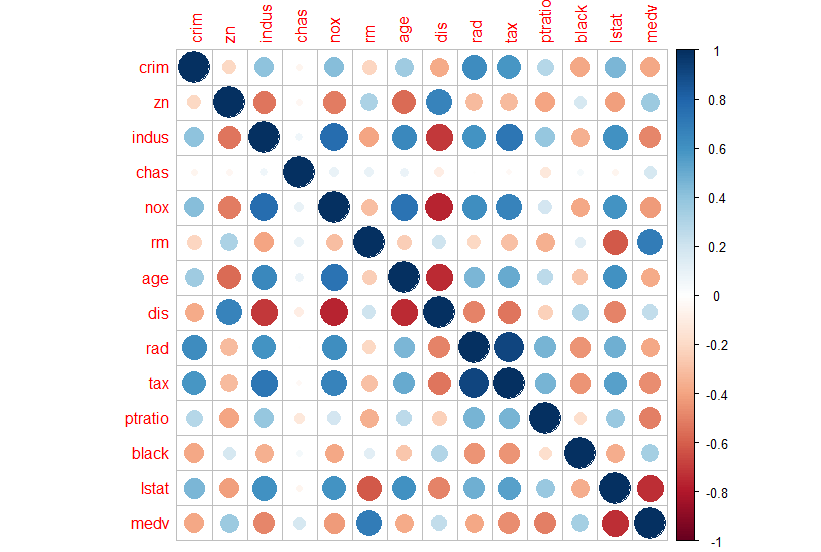 crim zn indus chas nox rm age dis rad tax ptratio black lstat medv
crim
zn
indus
chas
nox
rm
age
dis
rad
tax
ptratio
black
lstat
medv
1
0.8
0.6
0.4
0.2
0
-0.2
-0.4
-0.6
-0.8
-1